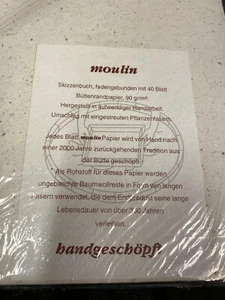 moulin
Skizzenbuch, fadengebunden mit 40 Blatt
Büttenrandpapier, 90 gr/m².
Hergestellt in aufwendiger Handarbeit.
Umschlag mit eingestreuten Pflanzenfasern.
Jedes Blatt moulin Papier wird von Hand nach
einer 2000-Jahre zurückgehenden Tradition aus
der Bütte geschöpft.
Als Rohstoff für dieses Papier werden
ungebleichte Baumwollreste in Form von langen
Fasern verwendet, die dem Endprodukt seine lange
Lebensdauer von über 300 Jahren
verleihen.
handgeschöpft